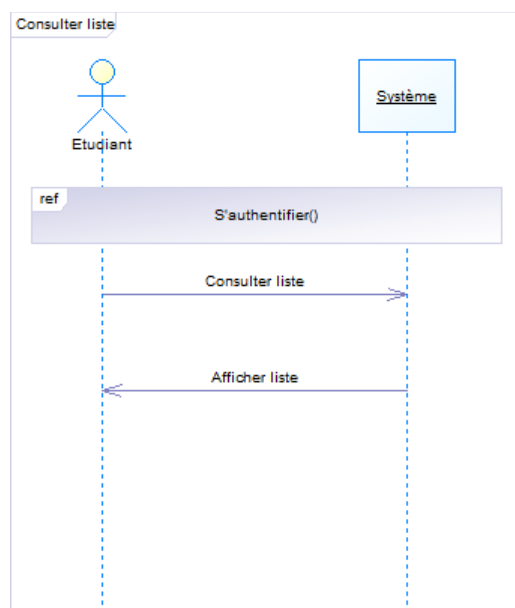 Consulter liste
Etudiant
Système
ref
S'authentifier()
Consulter liste
Afficher liste